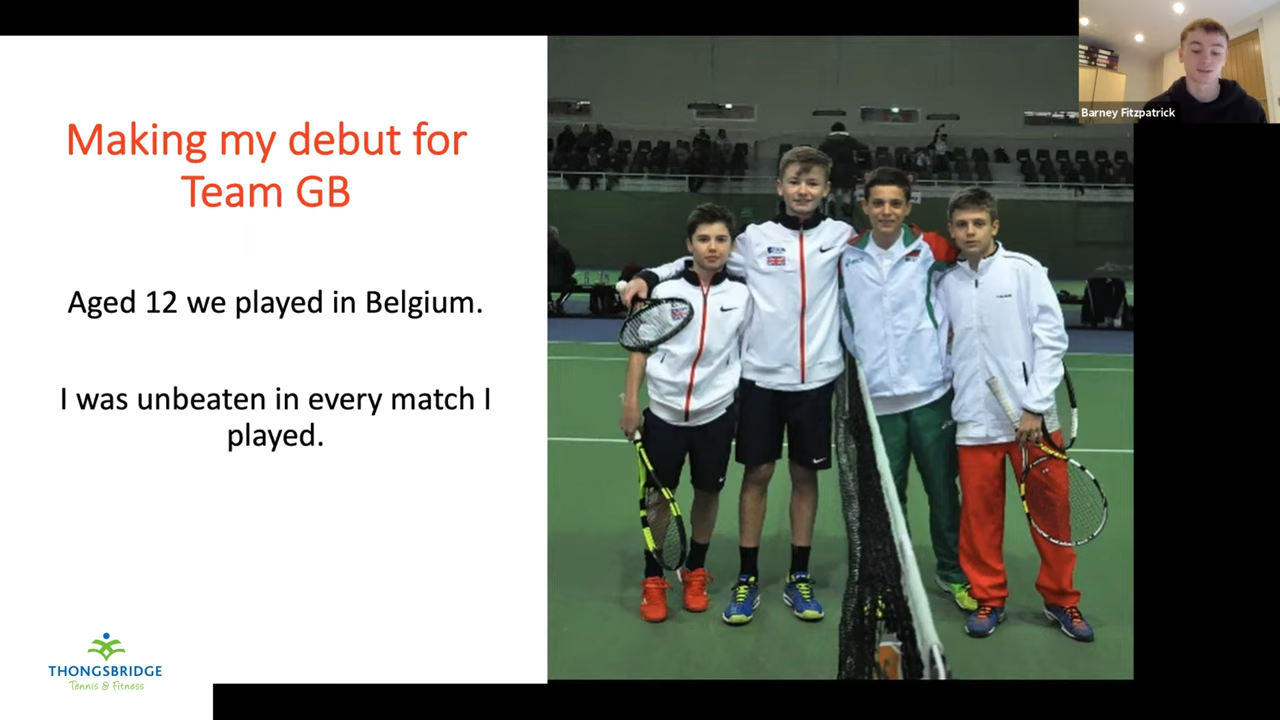 Making my debut for
Team GB
Aged 12 we played in Belgium.
I was unbeaten in every match I
played.
THONGSBRIDGE
Tennis & Fitness
Barney Fitzpatrick